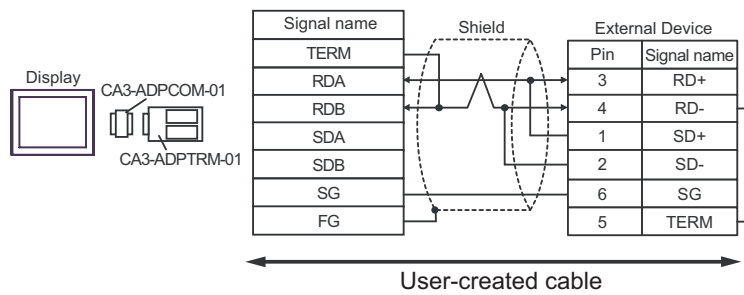 Display
CA3-ADPCOM-01
CA3-ADPTRM-01
Signal name
TERM
RDA
RDB
SDA
SDB
SG
FG
Shield
External Device
Pin Signal name
3 RD+
4 RD-
1 SD+
2 SD-
6 SG
5 TERM
User-created cable